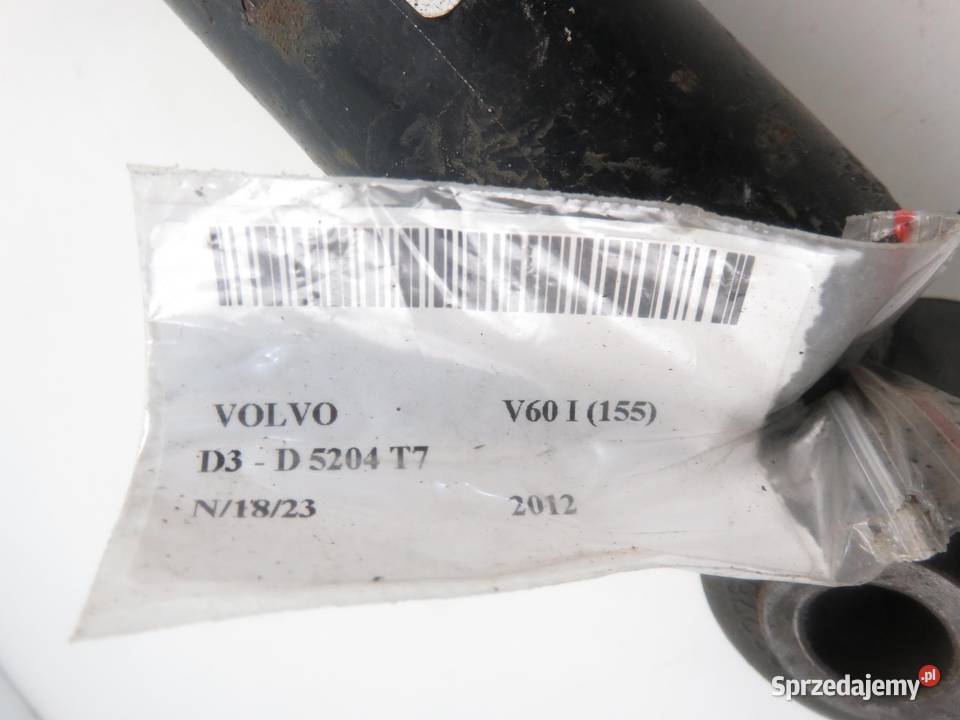 VOLVO V60 I (155)
D3 - D 5204 T7
N/18/23 2012
Sprzedajemy.pl